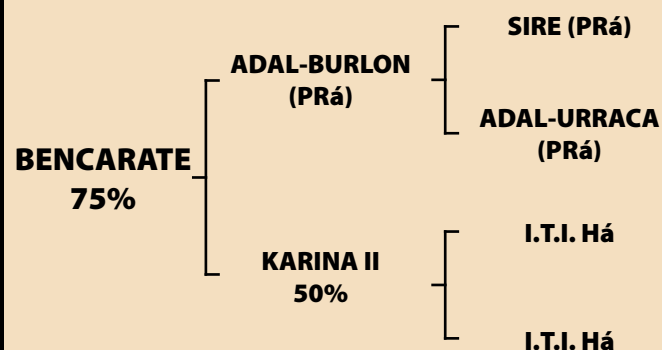 BENCARATE
75%
ADAL-BURLON
(PRá)
KARINA II
50%
SIRE (PRá)
ADAL-URRACA
(PRá)
I.T.I. Há
I.T.I. Há